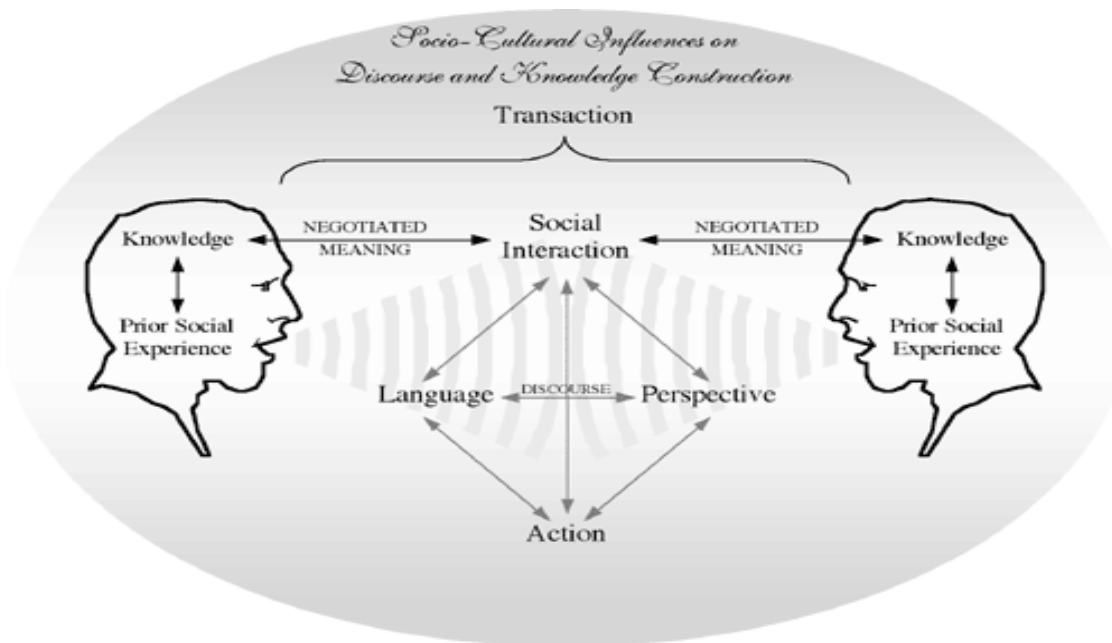 Socio-Cultural Influences on
Discourse and Knowledge Construction
Transaction
Knowledge
Prior Social
Experience
NEGOTIATED
MEANING
Social
Interaction
NEGOTIATED
MEANING
Knowledge
Prior Social
Experience
Language
DISCOURSE
Perspective
Action